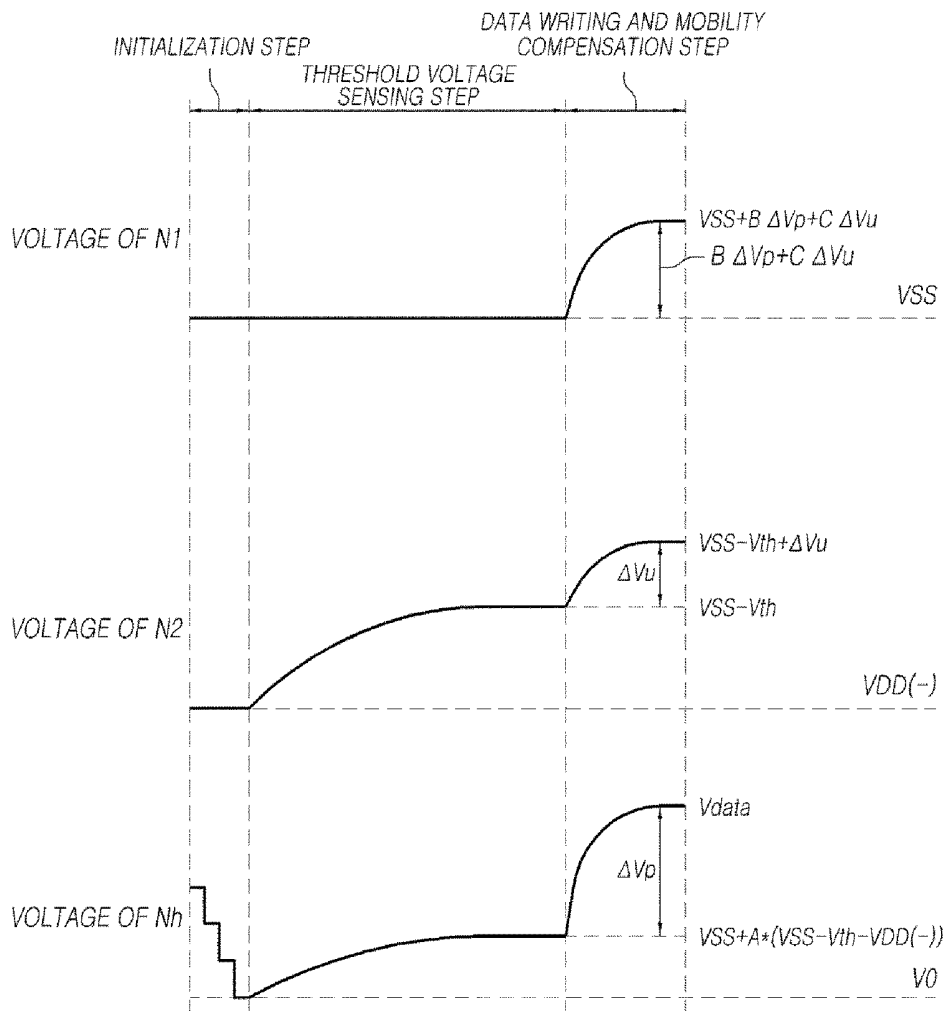 DATA WRITING AND MOBILITY
COMPENSATION STEP
INITIALIZATION STEP
THRESHOLD VOLTAGE
SENSING STEP
VSS+B ΔVp+C ΔVu
VOLTAGE OF N1
B ΔVp+C ΔVu
VSS
VSS-Vth+ΔVu
ΔVu
VSS-Vth
VOLTAGE OF N2
VDD(-)
Vdata
ΔVp
VOLTAGE OF Nh
VSS+A*(VSS-Vth-VDD(-))
V0